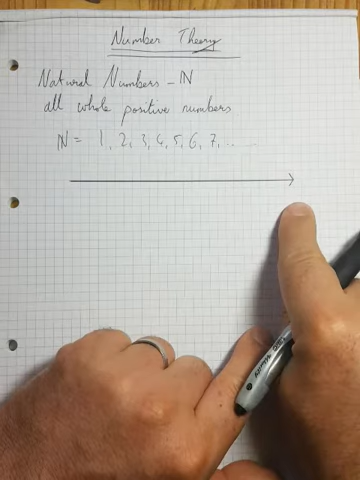 Number Theory
Natural Numbers - ℕ
all whole positive numbers
ℕ = 1, 2, 3, 4, 5, 6, 7, .. ...